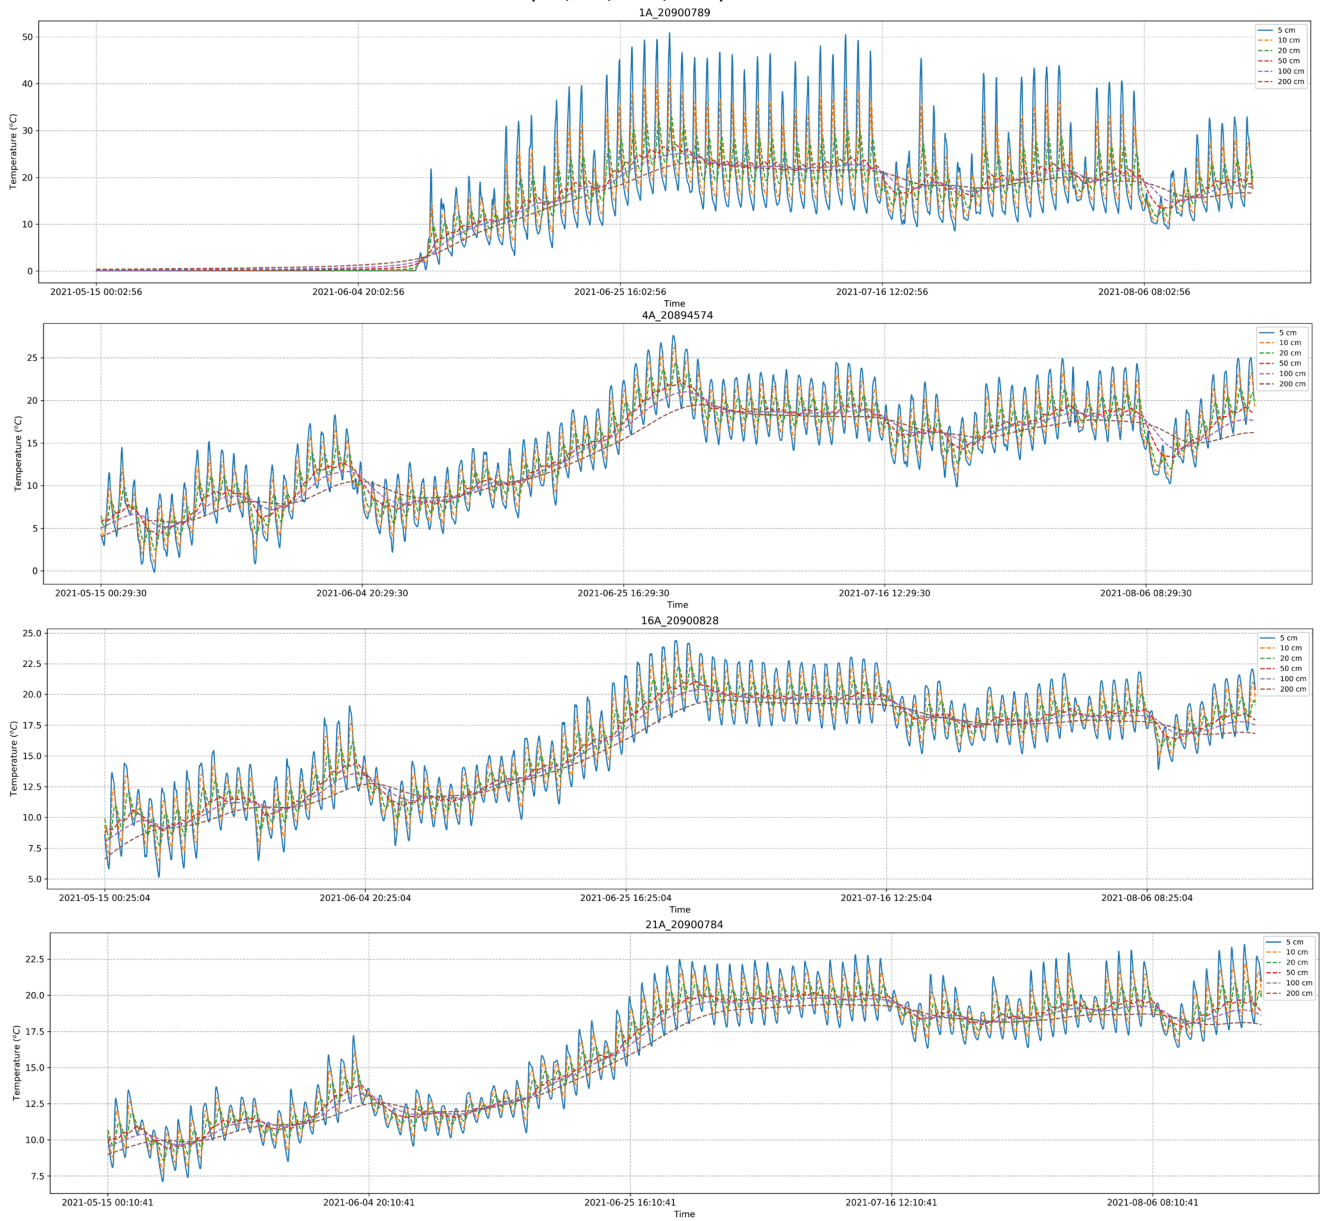 1A_20900789
50
40
30
20
10
0
Temperature (°C)
5 cm
10 cm
20 cm
50 cm
100 cm
200 cm
2021-05-15 00:02:56 2021-06-04 20:02:56 2021-06-25 16:02:56 2021-07-16 12:02:56 2021-08-06 08:02:56
Time
4A_20894574
25
20
15
10
5
0
Temperature (°C)
5 cm
10 cm
20 cm
50 cm
100 cm
200 cm
2021-05-15 00:29:30 2021-06-04 20:29:30 2021-06-25 16:29:30 2021-07-16 12:29:30 2021-08-06 08:29:30
Time
16A_20900828
25.0
22.5
20.0
17.5
15.0
12.5
10.0
7.5
5.0
Temperature (°C)
5 cm
10 cm
20 cm
50 cm
100 cm
200 cm
2021-05-15 00:25:04 2021-06-04 20:25:04 2021-06-25 16:25:04 2021-07-16 12:25:04 2021-08-06 08:25:04
Time
21A_20900784
22.5
20.0
17.5
15.0
12.5
10.0
7.5
Temperature (°C)
5 cm
10 cm
20 cm
50 cm
100 cm
200 cm
2021-05-15 00:10:41 2021-06-04 20:10:41 2021-06-25 16:10:41 2021-07-16 12:10:41 2021-08-06 08:10:41
Time